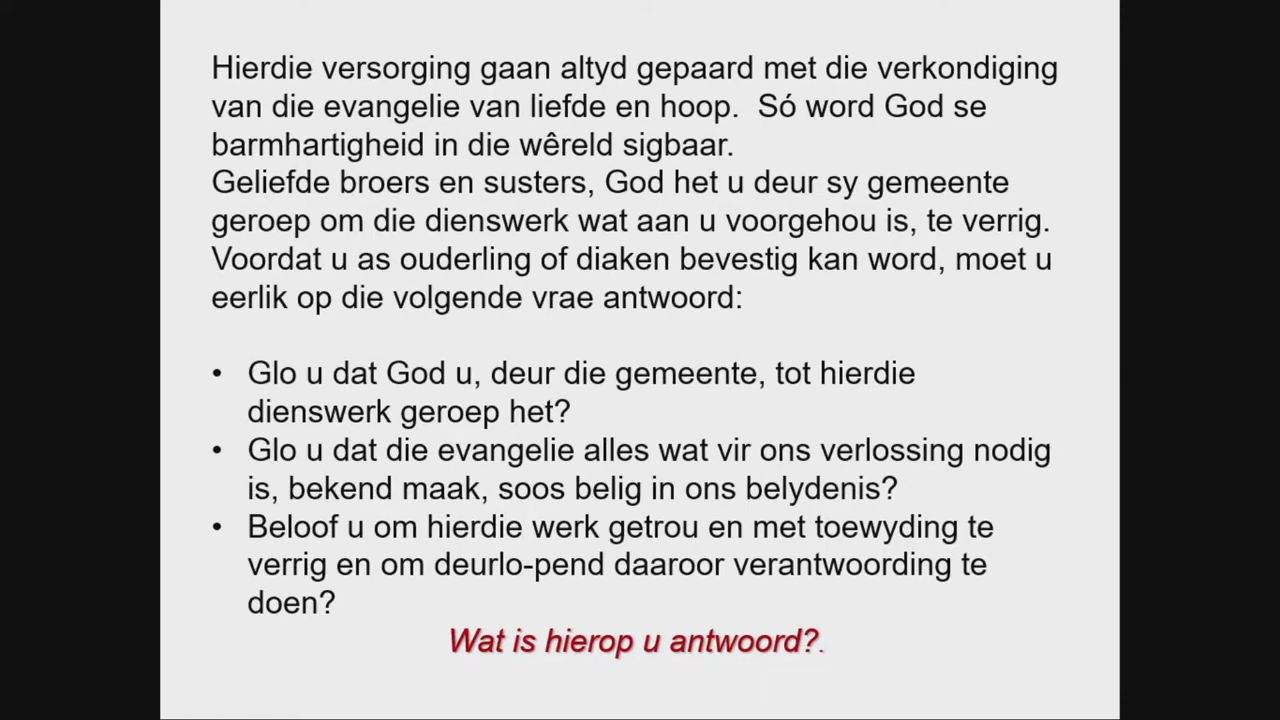 Hierdie versorging gaan altyd gepaard met die verkondiging
van die evangelie van liefde en hoop.  Só word God se
barmhartigheid in die wêreld sigbaar.
Geliefde broers en susters, God het u deur sy gemeente
geroep om die dienswerk wat aan u voorgehou is, te verrig.
Voordat u as ouderling of diaken bevestig kan word, moet u
eerlik op die volgende vrae antwoord:
• Glo u dat God u, deur die gemeente, tot hierdie
dienswerk geroep het?
• Glo u dat die evangelie alles wat vir ons verlossing nodig
is, bekend maak, soos belig in ons belydenis?
• Beloof u om hierdie werk getrou en met toewyding te
verrig en om deurlo-pend daaroor verantwoording te
doen?
Wat is hierop u antwoord?.